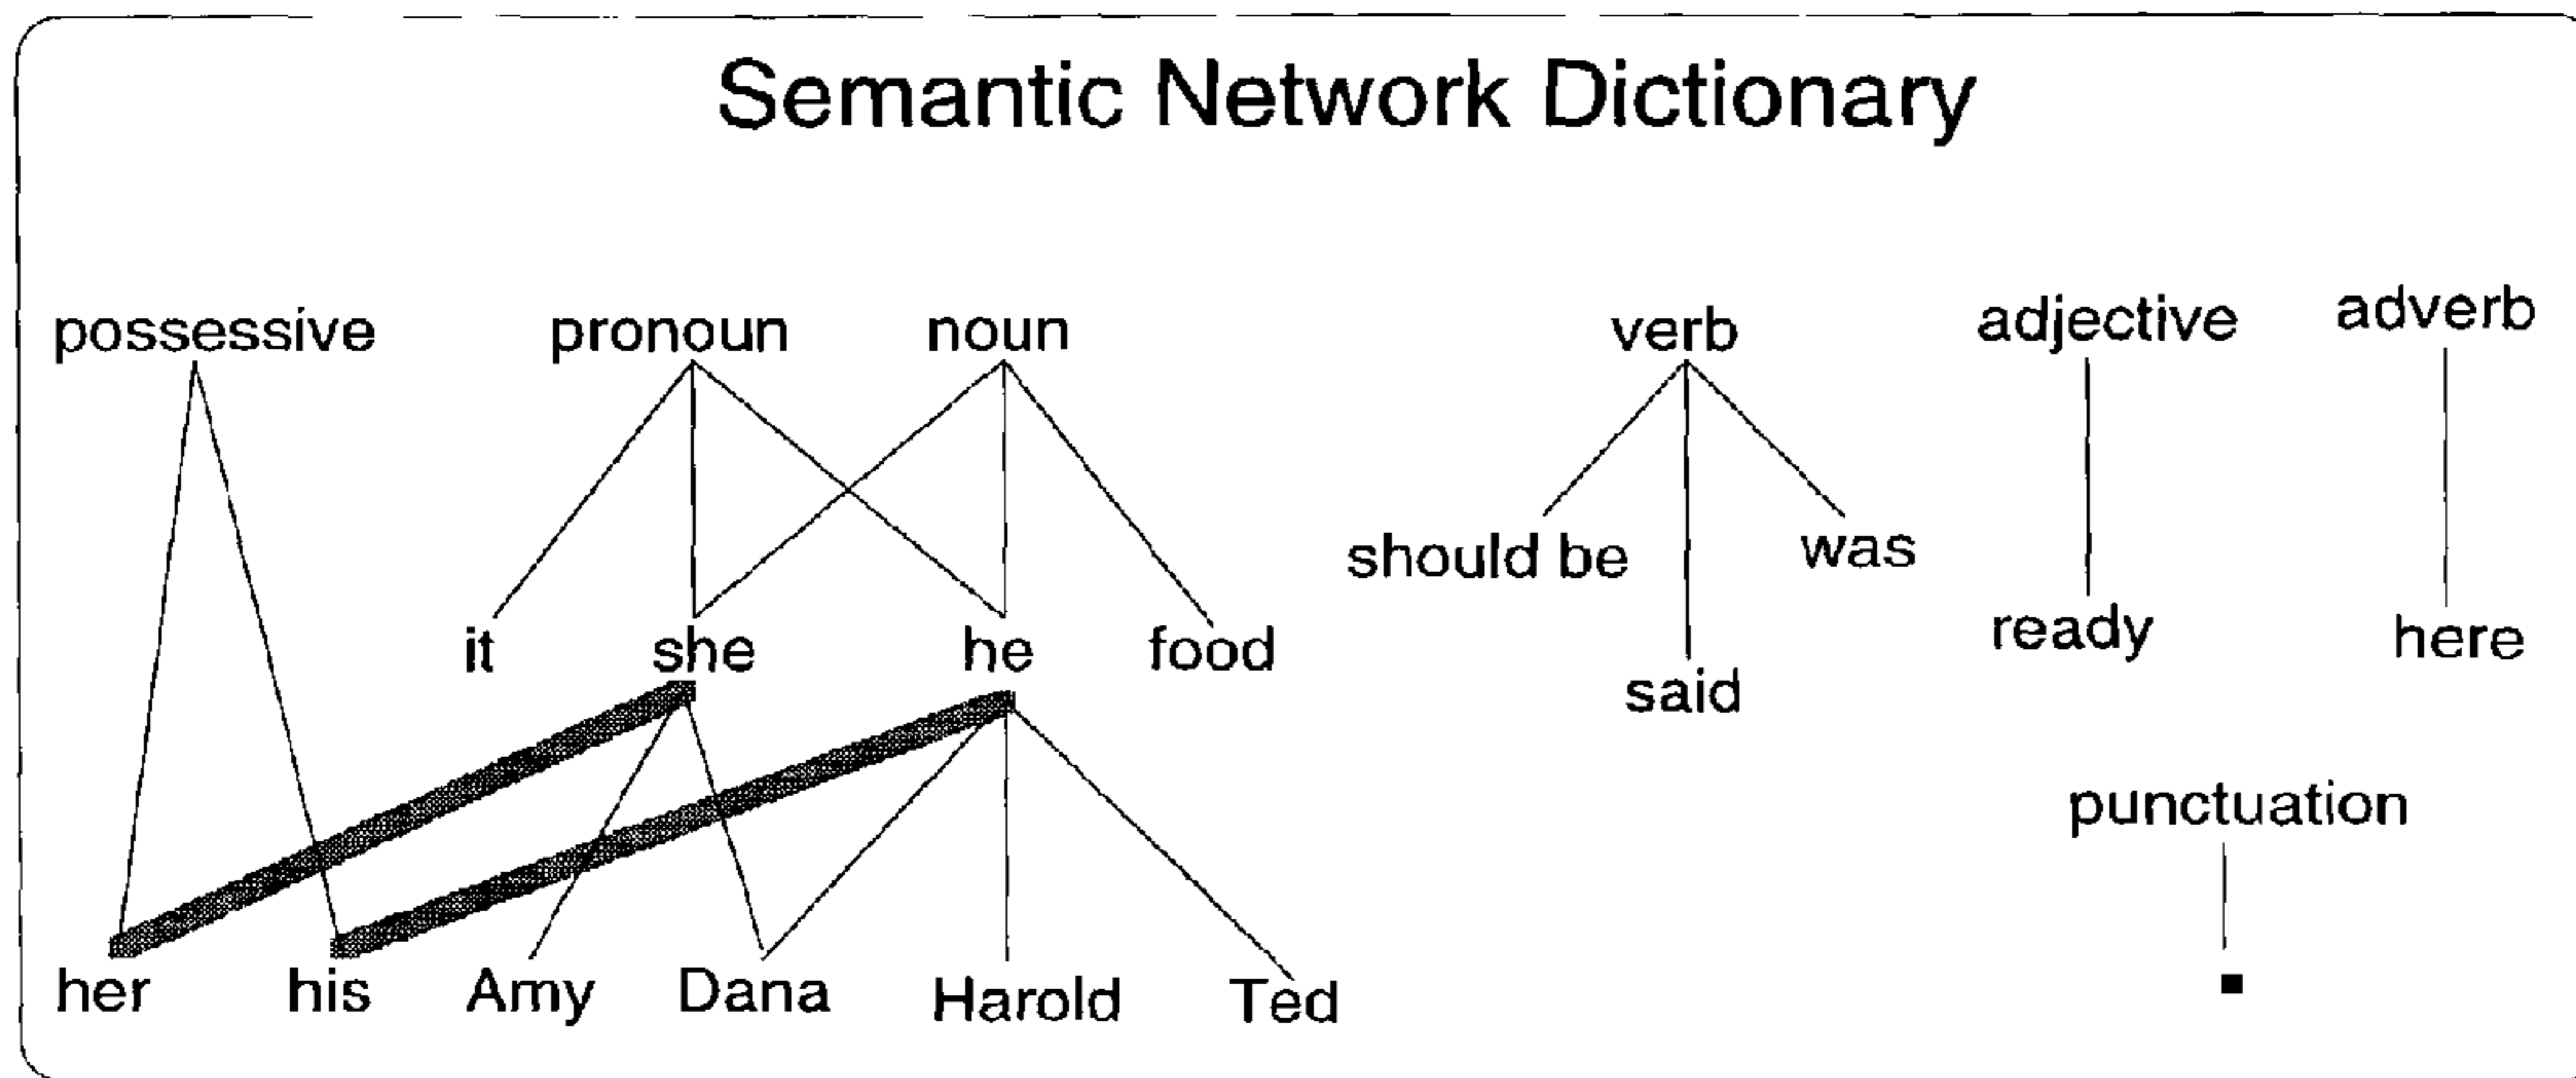 Semantic Network Dictionary
possessive pronoun noun verb adjective adverb
should be was
it she he food ready here
said
punctuation
her his Amy Dana Harold Ted .